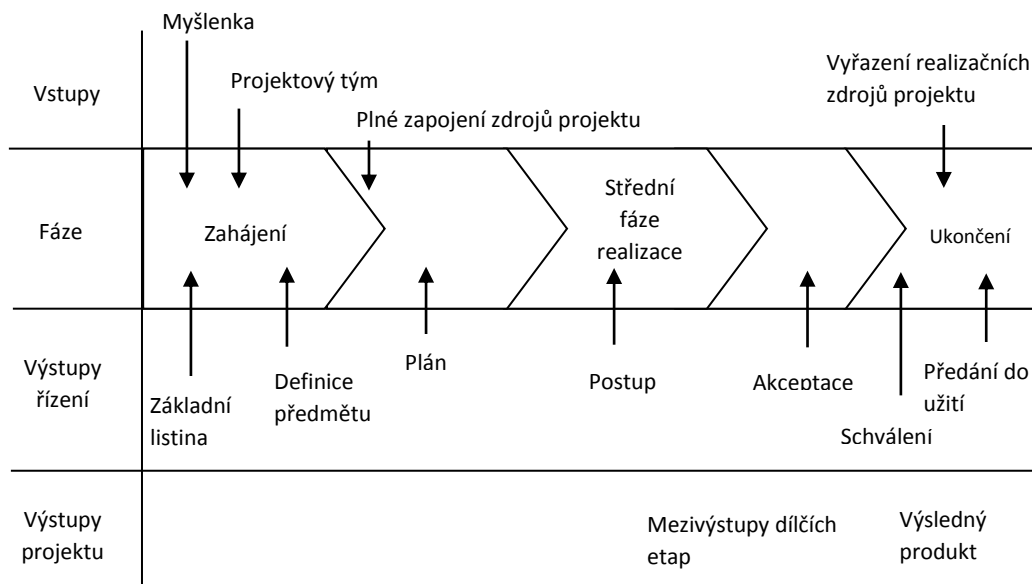 Myšlenka
Projektový tým
Vyřazení realizačních
zdrojů projektu
Vstupy
Plné zapojení zdrojů projektu
Střední
fáze
realizace
Fáze
Zahájení
Ukončení
Výstupy
řízení
Základní
listina
Definice
předmětu
Plán
Postup
Akceptace
Schválení
Předání do
užití
Výstupy
projektu
Mezivýstupy dílčích
etap
Výsledný
produkt